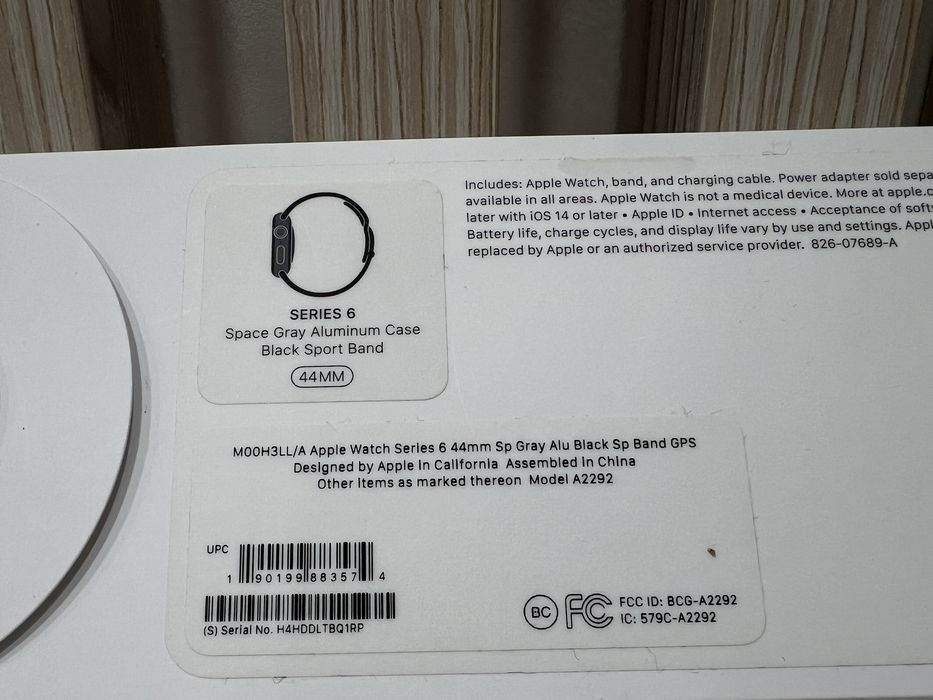 SERIES 6
Space Gray Aluminum Case
Black Sport Band
44MM
Includes: Apple Watch, band, and charging cable. Power adapter sold
available in all areas. Apple Watch is not a medical device. More at
later with iOS 14 or later • Apple ID • Internet access • Acceptance of
Battery life, charge cycles, and display life vary by use and settings.
replaced by Apple or an authorized service provider. 826-07689-A
M00H3LL/A Apple Watch Series 6 44mm Sp Gray Alu Black Sp Band GPS
Designed by Apple in California Assembled in China
Other items as marked thereon Model A2292
UPC
1 90199 88357 4
(S) Serial No. H4HDDLTBQ1RP
BC FC FCC ID: BCG-A2292
IC: 579C-A2292